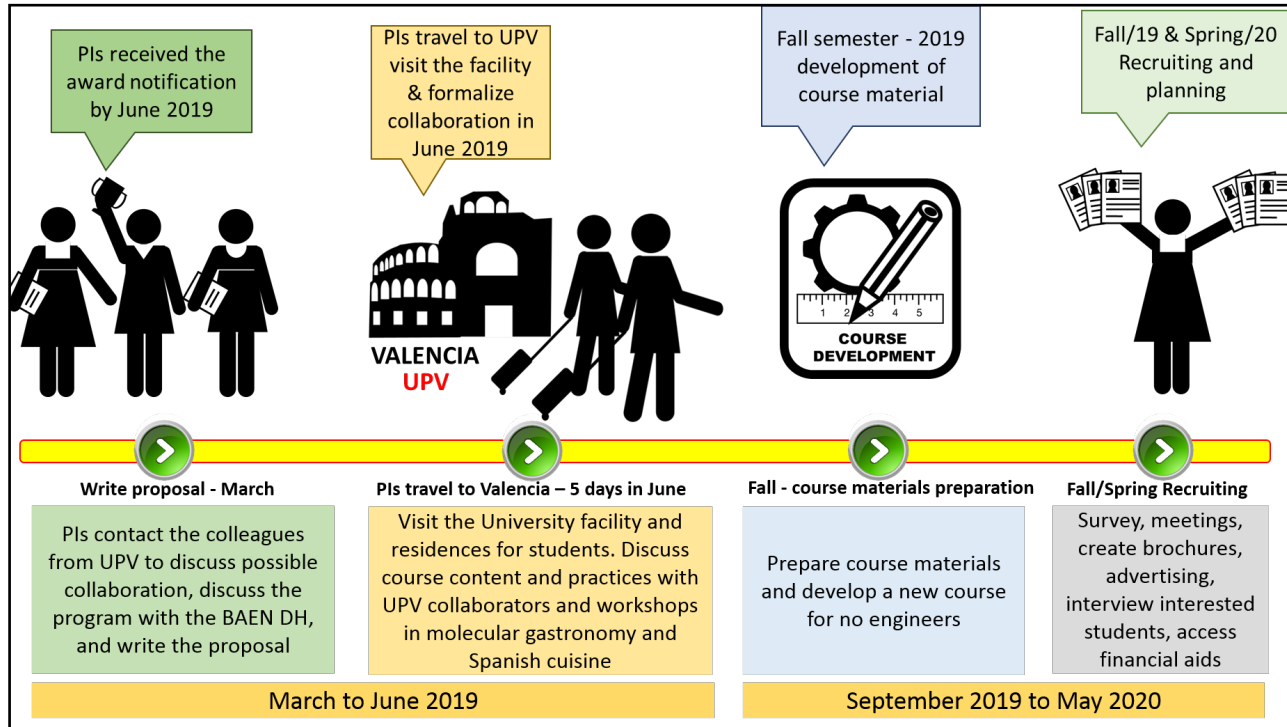 PIs received the
award notification
by June 2019
PIs travel to UPV
visit the facility
& formalize
collaboration in
June 2019
Fall semester - 2019
development of
course material
Fall/19 & Spring/20
Recruiting and
planning
VALENCIA
UPV
1 2 3 4 5
COURSE
DEVELOPMENT
Write proposal - March
PIs travel to Valencia – 5 days in June
Fall - course materials preparation
Fall/Spring Recruiting
PIs contact the colleagues
from UPV to discuss possible
collaboration, discuss the
program with the BAEN DH,
and write the proposal
Visit the University facility and
residences for students. Discuss
course content and practices with
UPV collaborators and workshops
in molecular gastronomy and
Spanish cuisine
Prepare course materials
and develop a new course
for no engineers
Survey, meetings,
create brochures,
advertising,
interview interested
students, access
financial aids
March to June 2019
September 2019 to May 2020